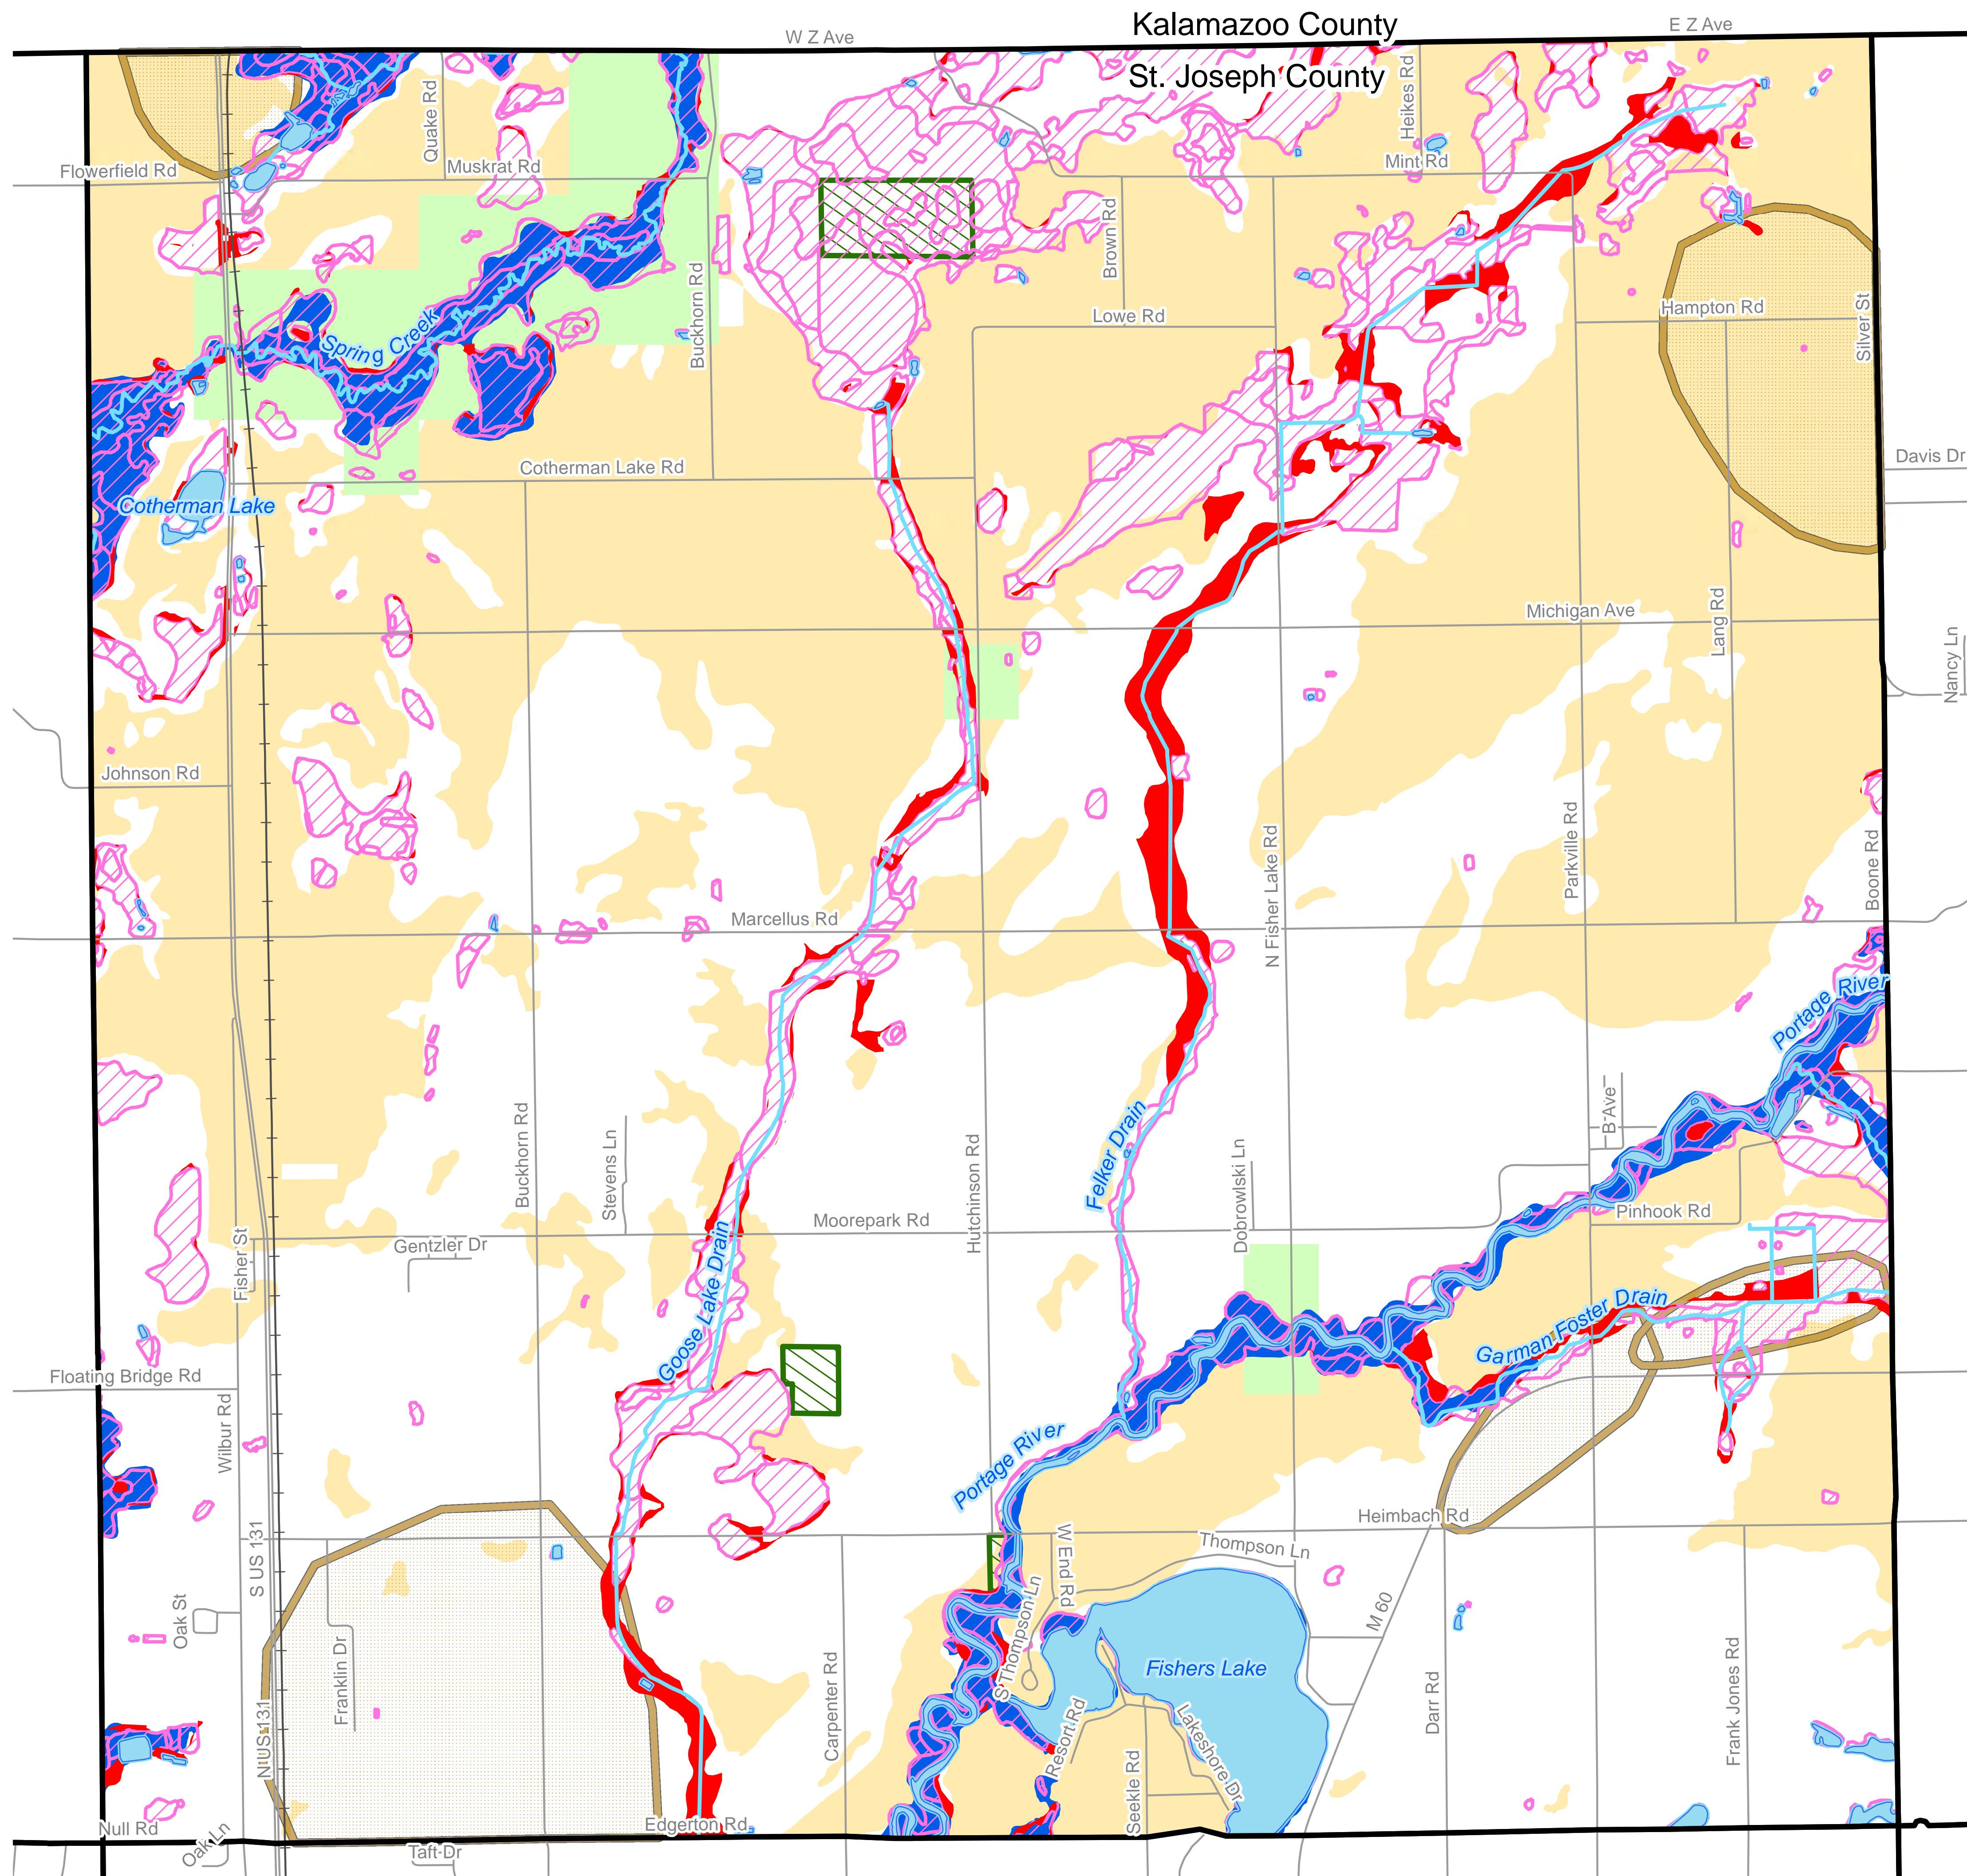 Kalamazoo County
W Z Ave
E Z Ave
St. Joseph County
Heikes Rd
Quake Rd
Mint Rd
Muskrat Rd
Flowerfield Rd
Brown Rd
Buckhorn Rd
Hampton Rd
Silver St
Lowe Rd
Spring Creek
Davis Dr
Cotherman Lake Rd
Cotherman Lake
Michigan Ave
Lang Rd
Nancy Ln
Johnson Rd
Parkville Rd
Boone Rd
N Fisher Lake Rd
Marcellus Rd
Portage River
B Ave
Buckhorn Rd
Stevens Ln
Hutchinson Rd
Felker Drain
Dobrowlski Ln
Pinhook Rd
Moorepark Rd
Fisher St
Gentzler Dr
Goose Lake Drain
Garman Foster Drain
Floating Bridge Rd
Wilbur Rd
Portage River
Heimbach Rd
S US 131
W End Rd
Thompson Ln
Oak St
M 60
S Thompson Ln
Franklin Dr
Fishers Lake
Carpenter Rd
Darr Rd
Frank Jones Rd
N US 131
Resort Rd
Lakeshore Dr
Seekle Rd
Null Rd
Edgerton Rd
Oak Ln
Taft Dr